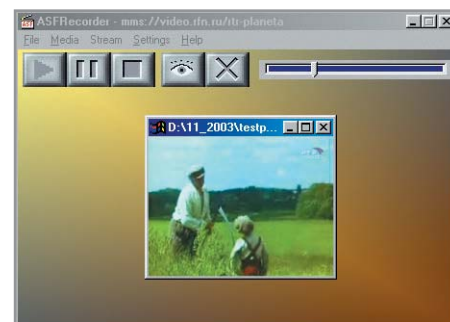 ASFRecorder - mms://video.rfn.ru/rtr-planeta
File Media Stream Settings Help
D:\11_2003\testp...